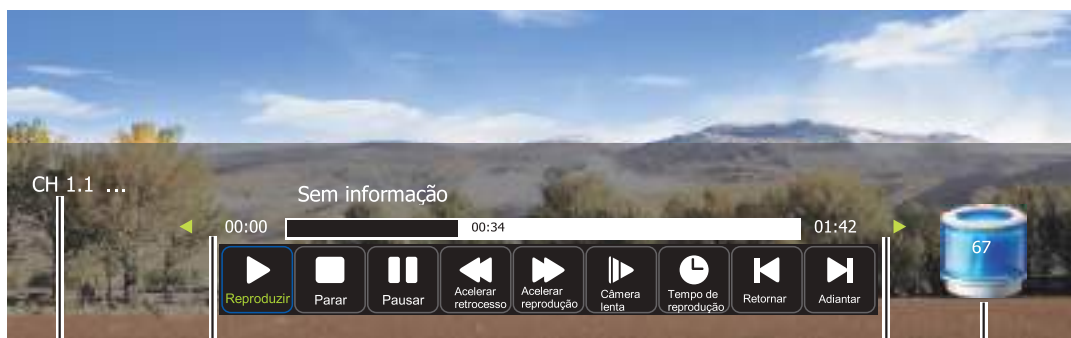 CH 1.1 ...
Sem informação
00:00 00:34 01:42
67
Reproduzir
Parar
Pausar
Acelerar
retrocesso
Acelerar
reprodução
Câmera
lenta
Tempo de
reprodução
Retornar
Adiantar